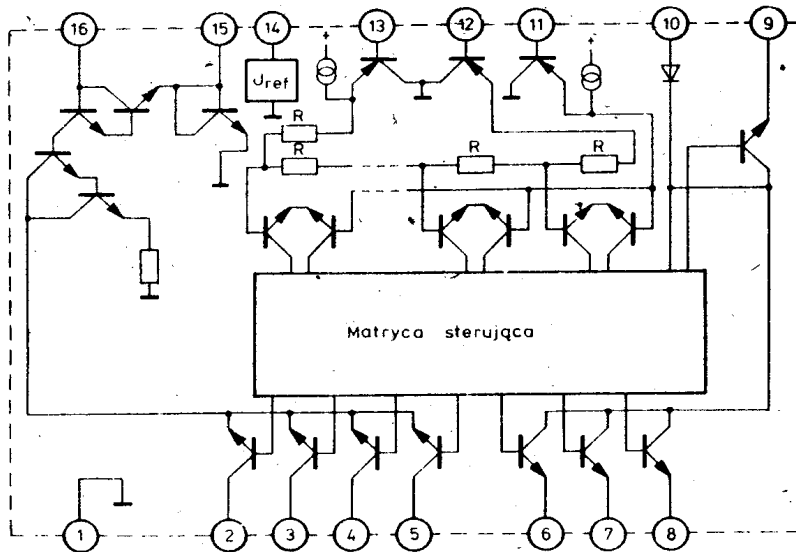 16 15 14 13 12 11 10 9
+ +
Uref
R
R R R
Matryca sterująca
1 2 3 4 5 6 7 8